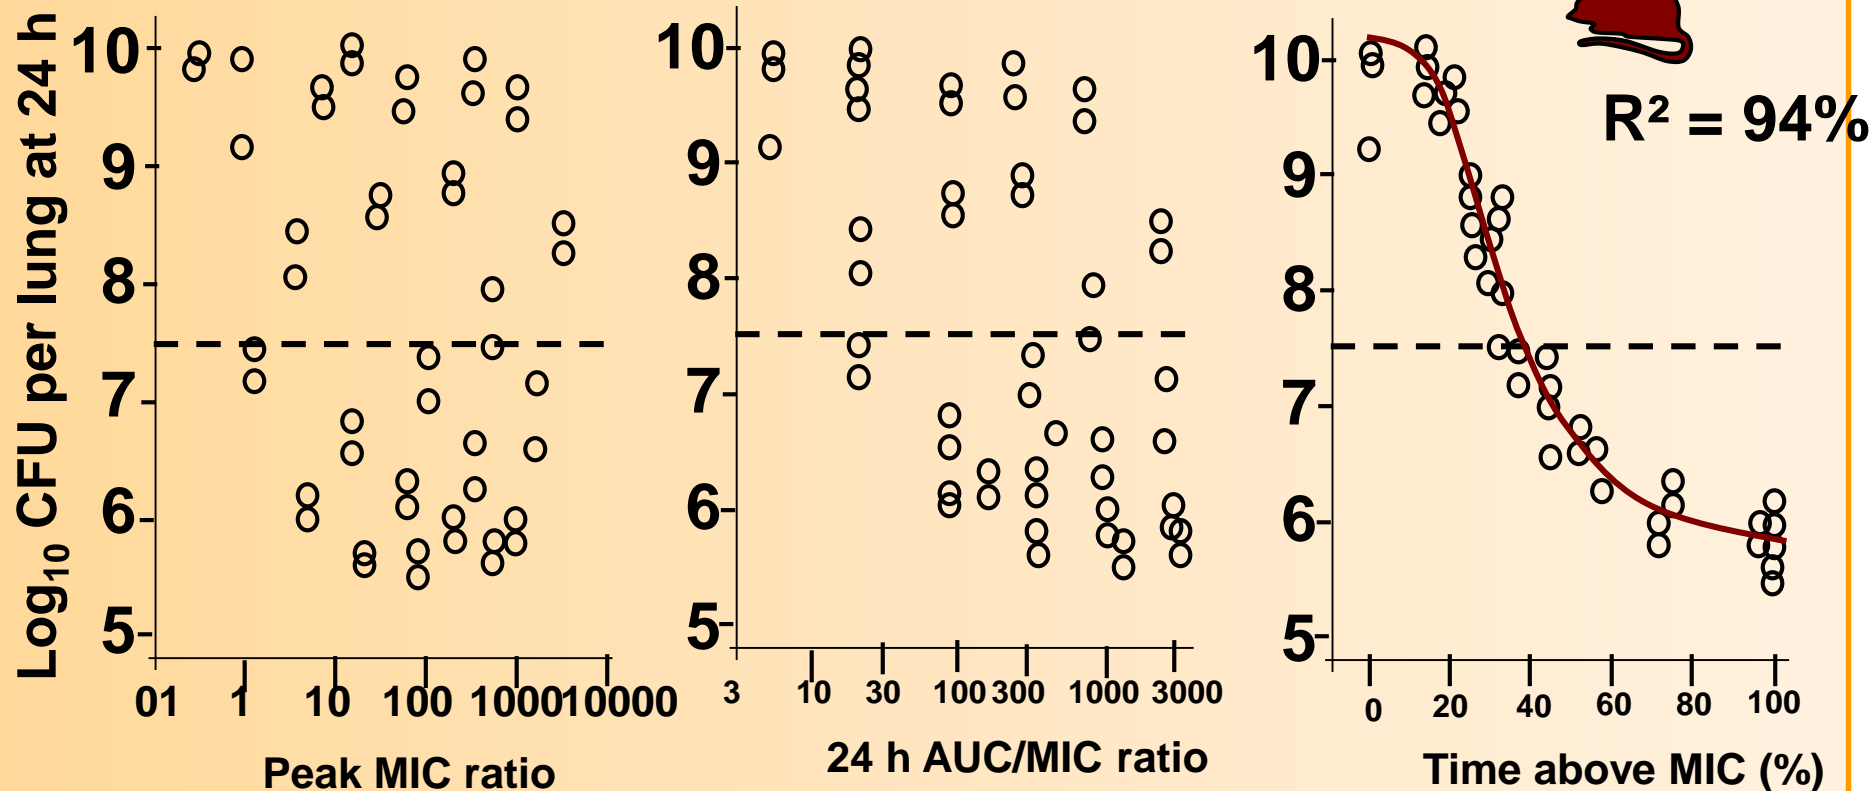 Log10 CFU per lung at 24 h
10
9
8
7
6
5
01 1 10 100 1000 10000
Peak MIC ratio
10
9
8
7
6
5
3 10 30 100 300 1000 3000
24 h AUC/MIC ratio
10
9
8
7
6
5
0 20 40 60 80 100
Time above MIC (%)
R² = 94%